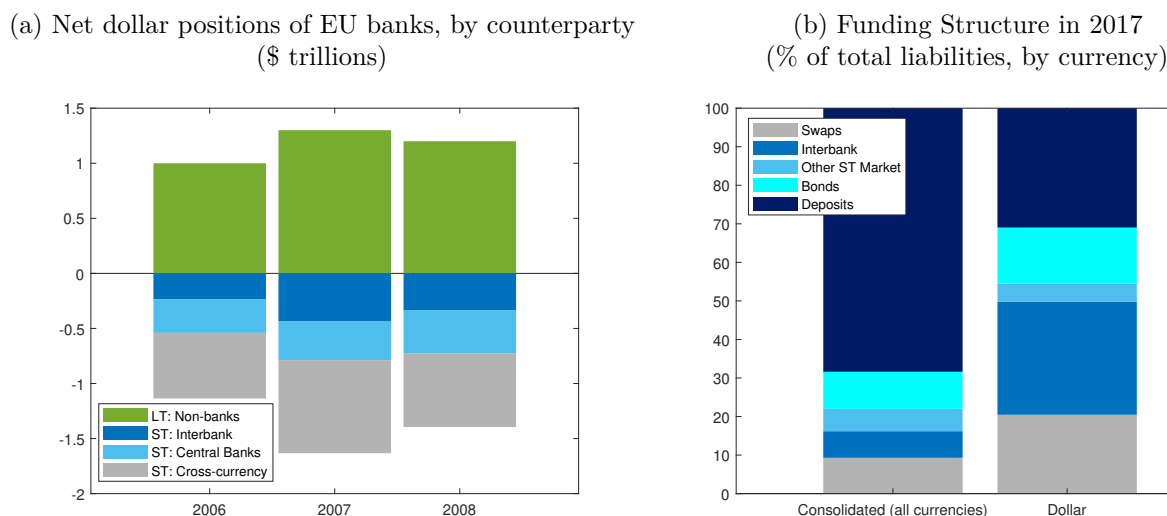 (a) Net dollar positions of EU banks, by counterparty
($ trillions)
1.5
1
0.5
0
-0.5
-1
-1.5
-2
LT: Non-banks
ST: Interbank
ST: Central Banks
ST: Cross-currency
2006
2007
2008
(b) Funding Structure in 2017
(% of total liabilities, by currency)
100
90
80
70
60
50
40
30
20
10
0
Swaps
Interbank
Other ST Market
Bonds
Deposits
Consolidated (all currencies)
Dollar